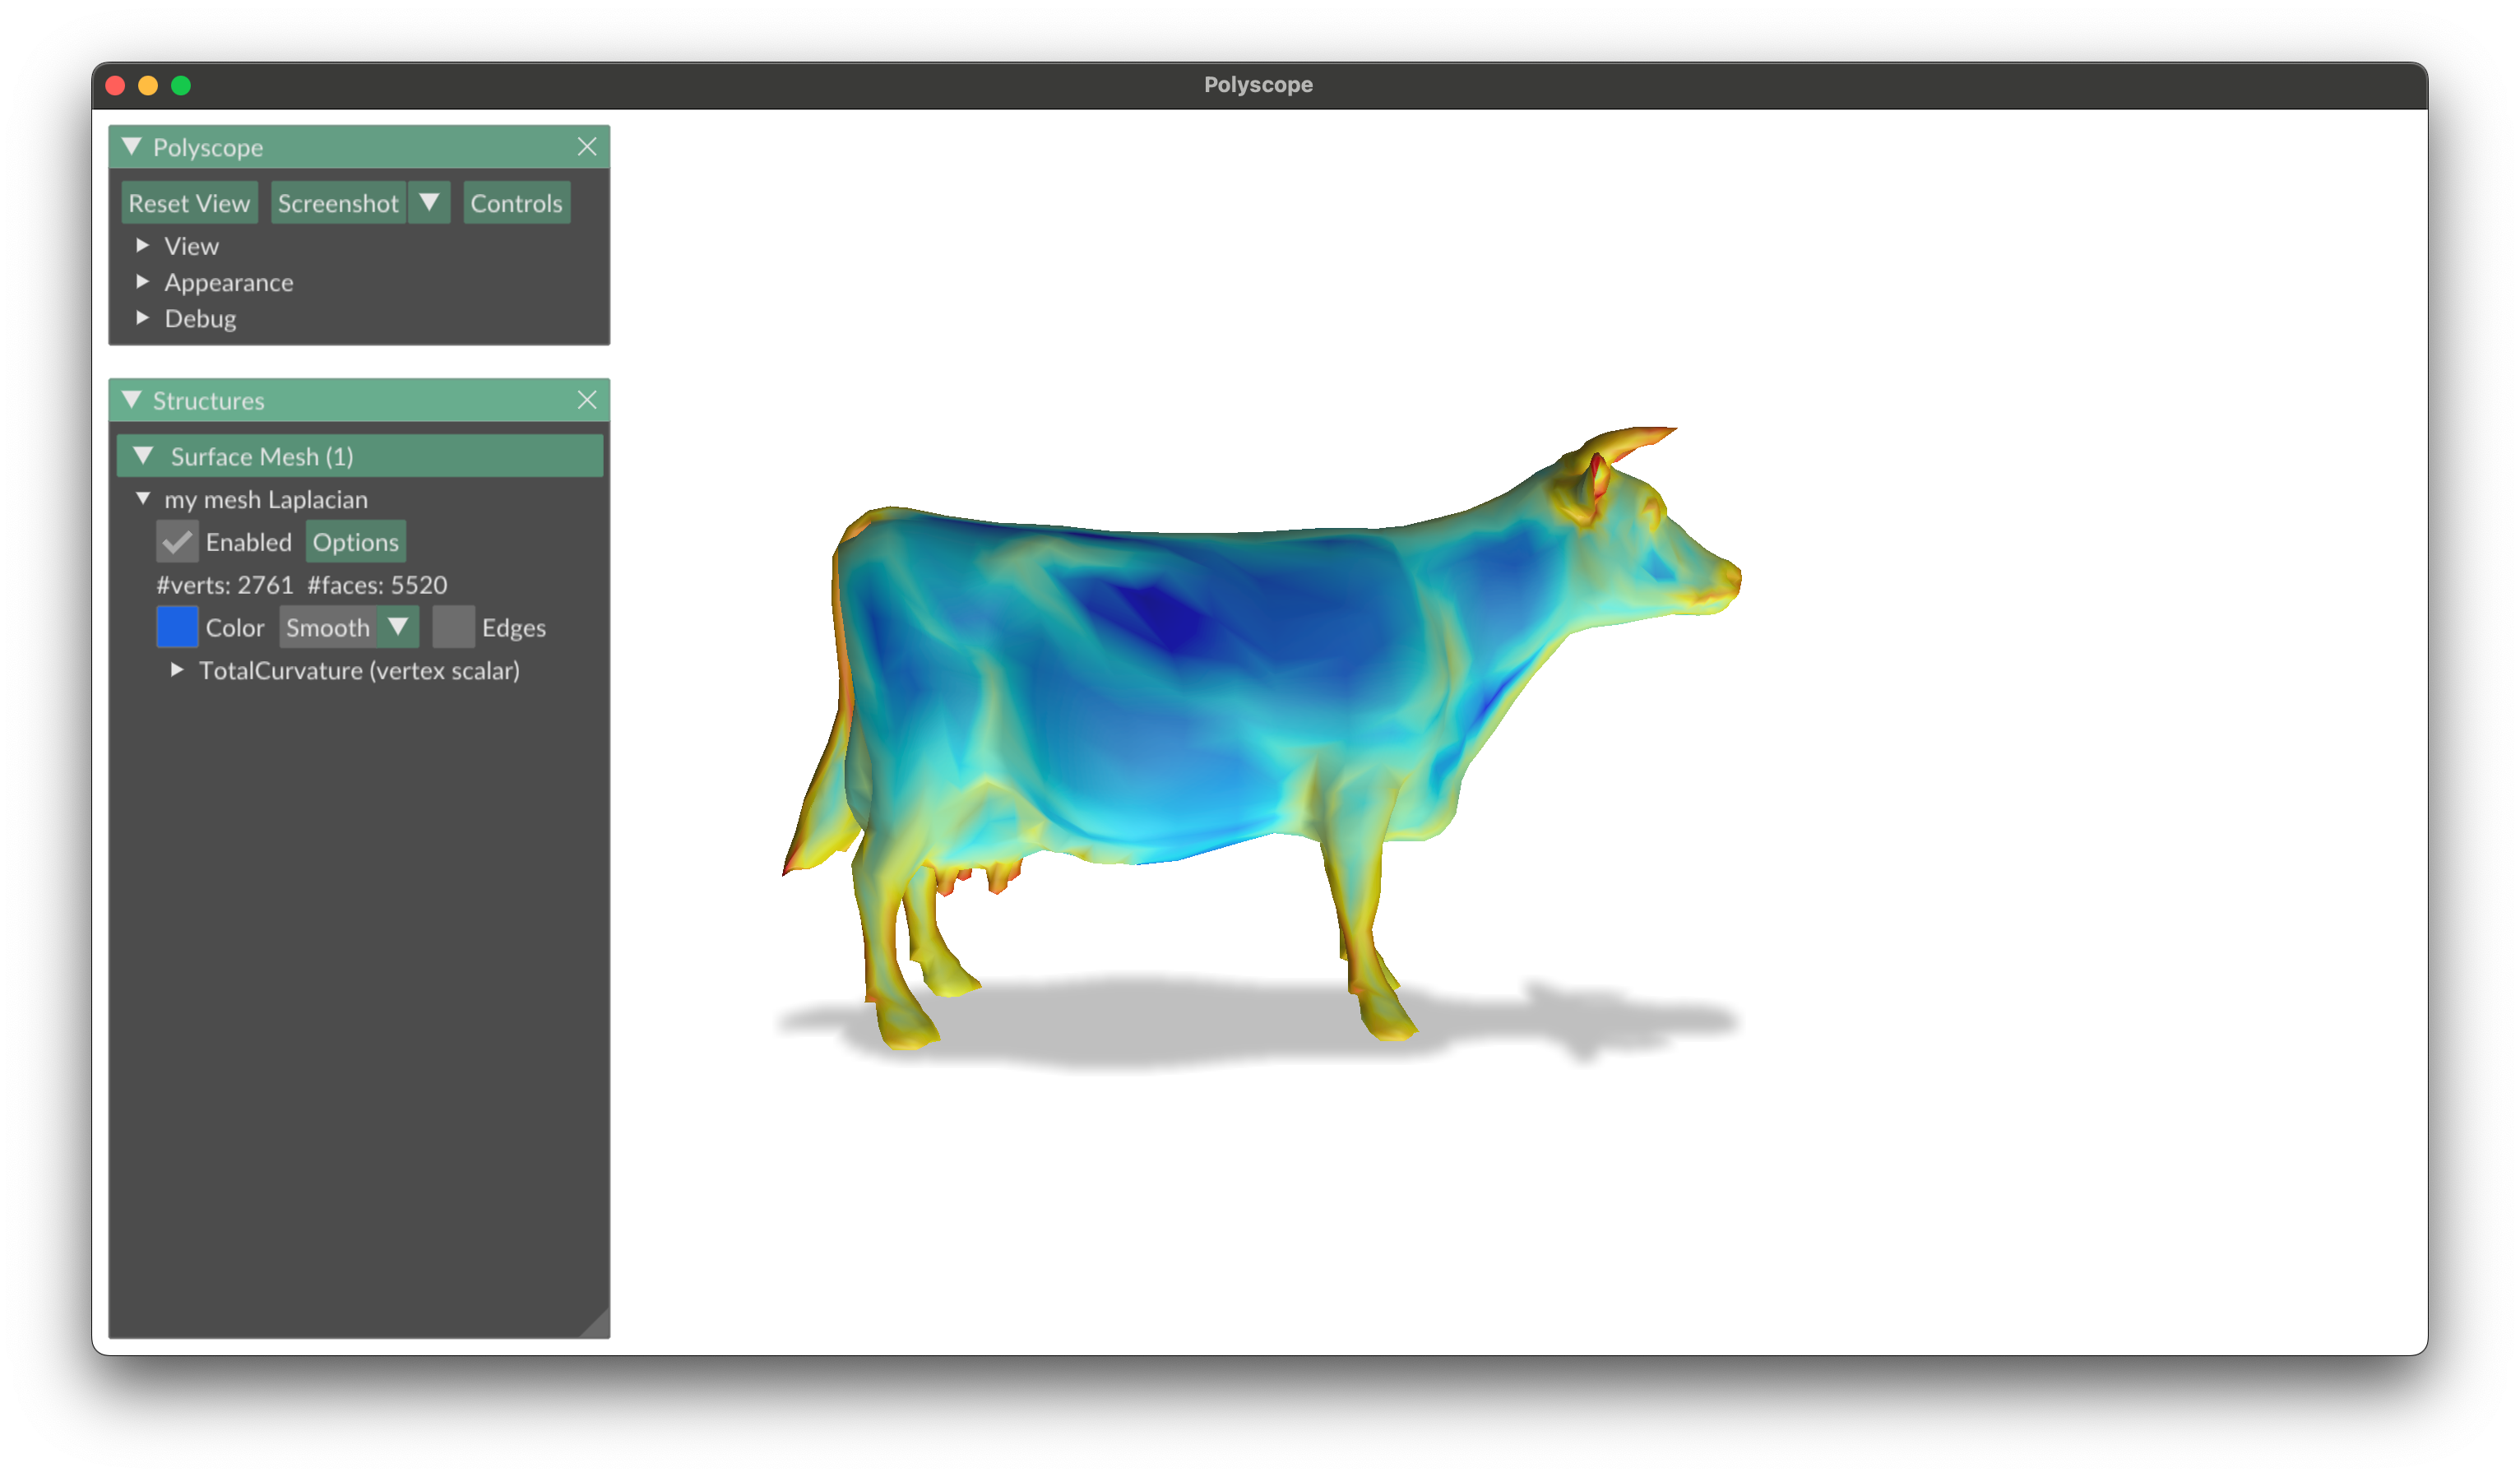 Polyscope
Polyscope
Reset View Screenshot Controls
View
Appearance
Debug
Structures
Surface Mesh (1)
my mesh Laplacian
Enabled Options
#verts: 2761 #faces: 5520
Color Smooth Edges
TotalCurvature (vertex scalar)